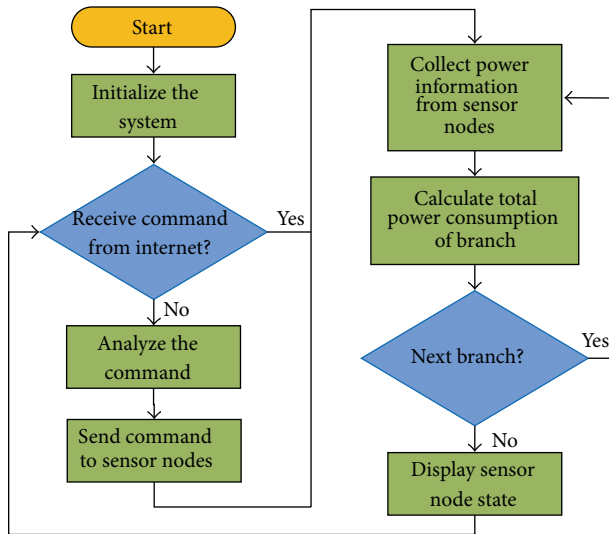 Start
Initialize the
system
Receive command
from internet?
Yes
No
Analyze the
command
Send command
to sensor nodes
Collect power
information
from sensor
nodes
Calculate total
power consumption
of branch
Next branch?
Yes
No
Display sensor
node state